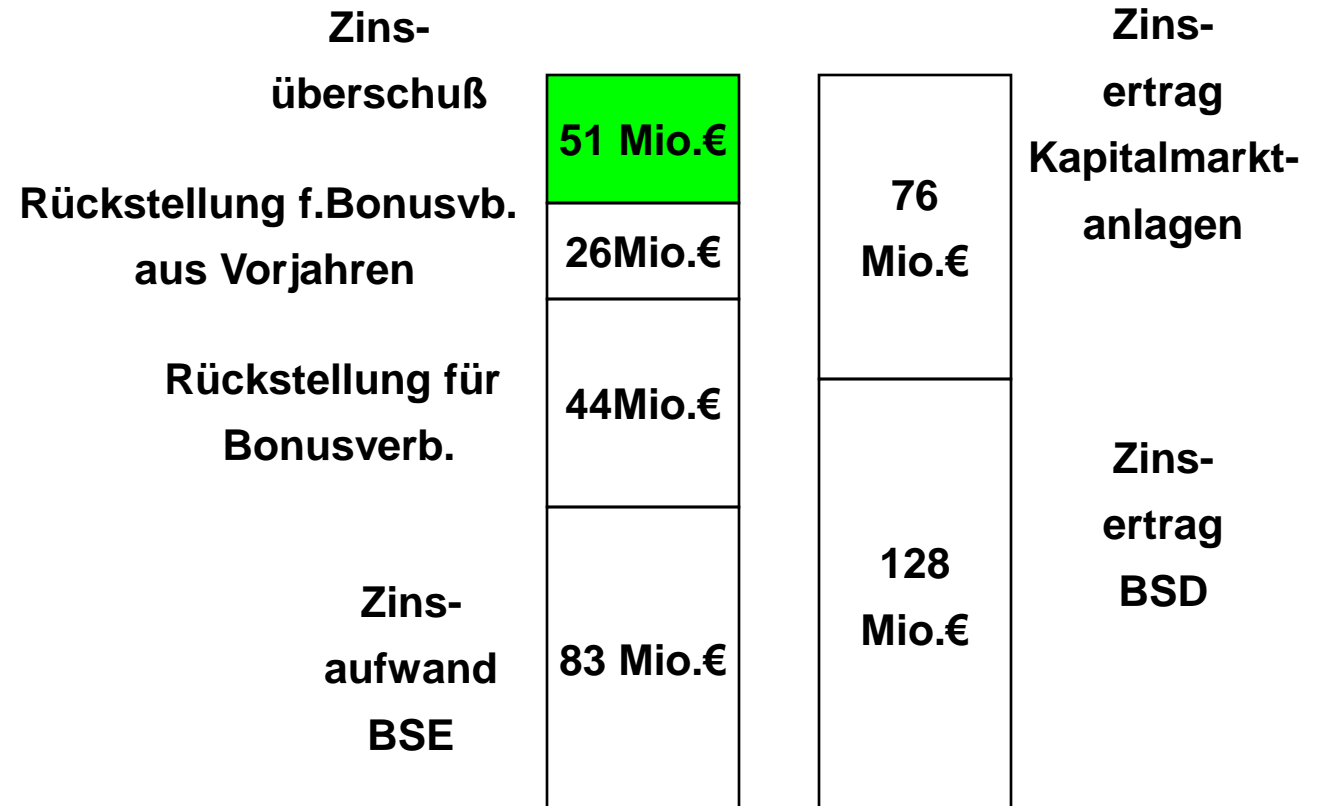 Zins-
überschuß
51 Mio.€
Rückstellung f.Bonusvb.
aus Vorjahren
26Mio.€
Rückstellung für
Bonusverb.
44Mio.€
Zins-
aufwand
BSE
83 Mio.€
76
Mio.€
Zins-
ertrag
Kapitalmarkt-
anlagen
128
Mio.€
Zins-
ertrag
BSD